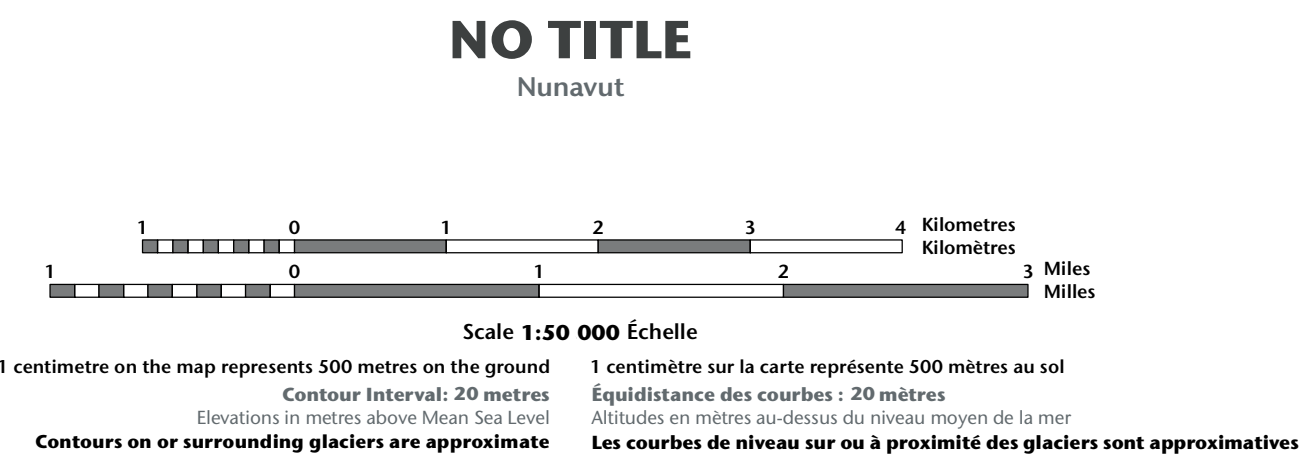 NO TITLE
Nunavut
1 0 1 2 3 4 Kilometres
Kilomètres
1 0 1 2 3 Miles
Milles
Scale 1:50 000 Échelle
1 centimetre on the map represents 500 metres on the ground
Contour Interval: 20 metres
Elevations in metres above Mean Sea Level
Contours on or surrounding glaciers are approximate
1 centimètre sur la carte représente 500 mètres au sol
Équidistance des courbes : 20 mètres
Altitudes en mètres au-dessus du niveau moyen de la mer
Les courbes de niveau sur ou à proximité des glaciers sont approximatives